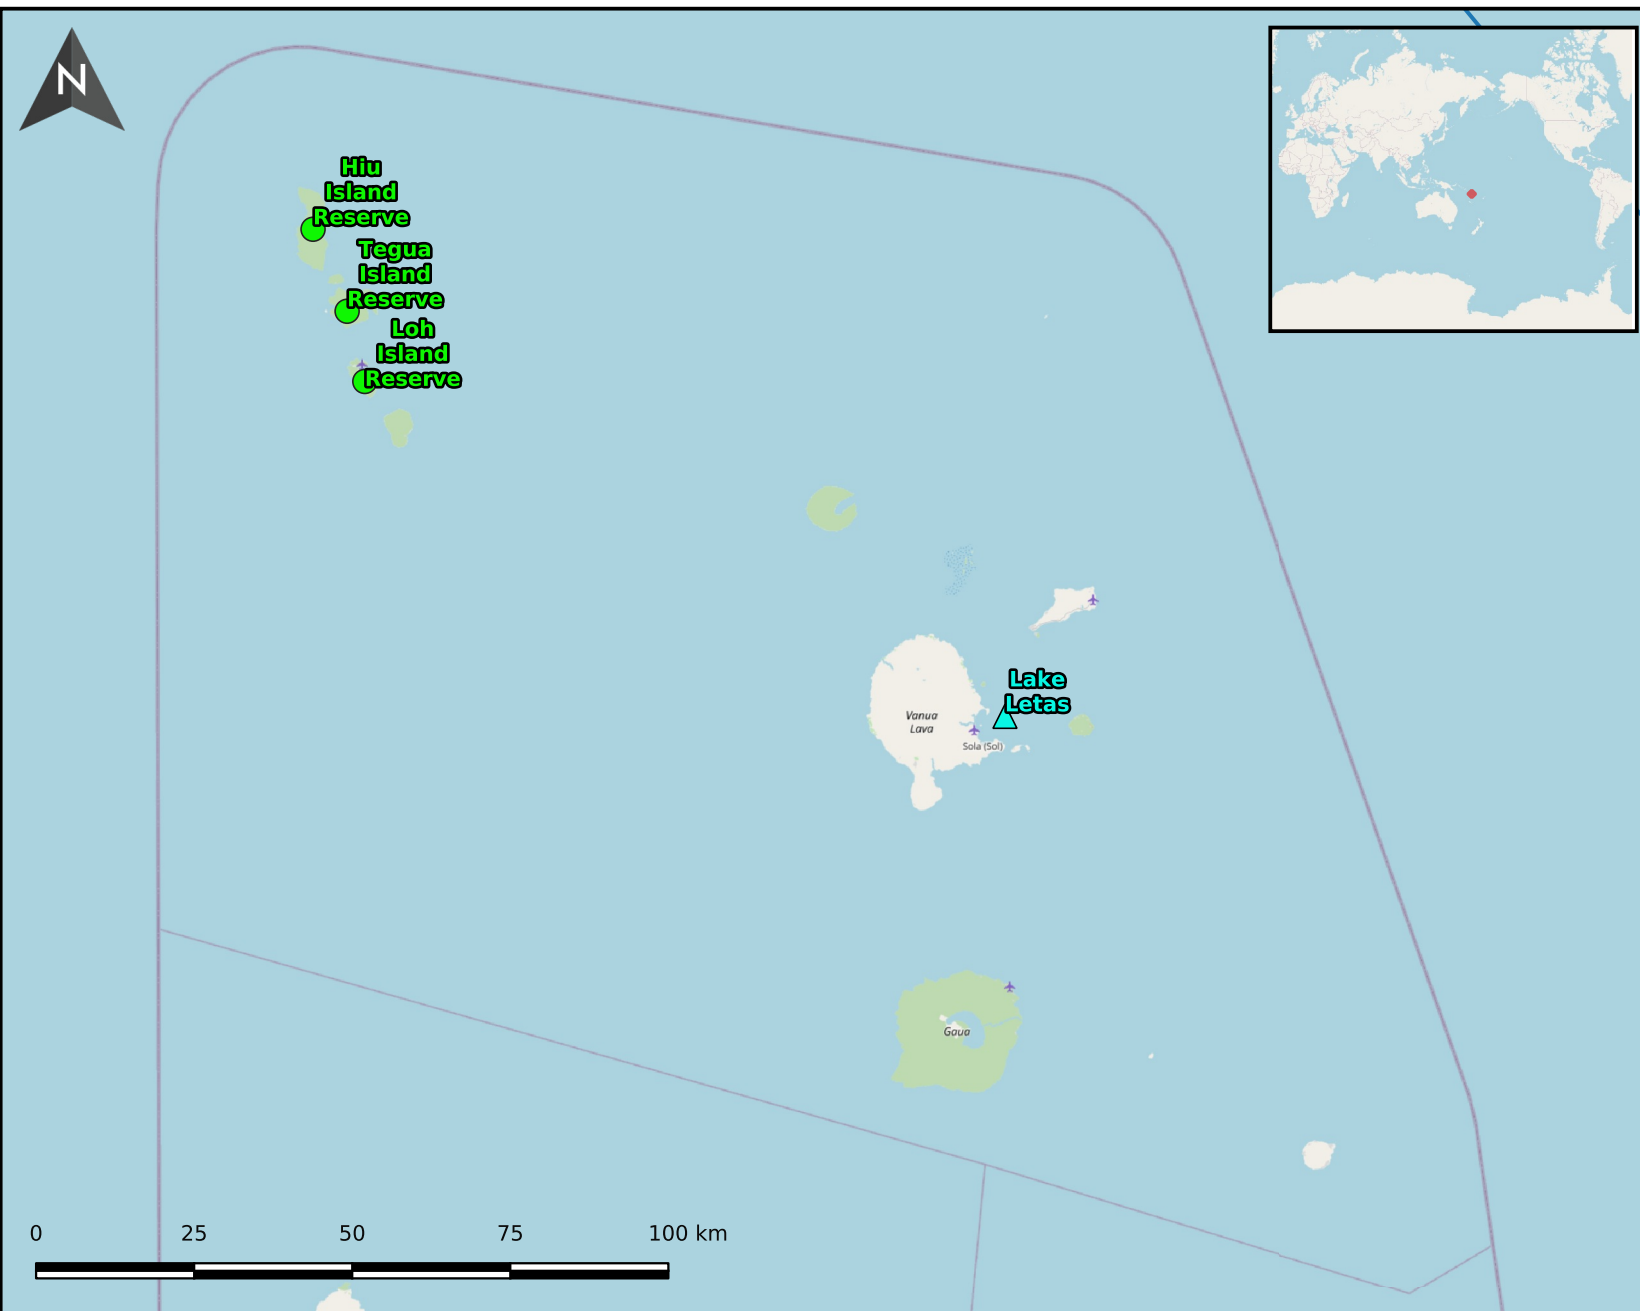 N
Hiu
Island
Reserve
Tegua
Island
Reserve
Loh
Island
Reserve
Lake
Letas
Vanua
Lava
Sola (Sol)
Gaua
0 25 50 75 100 km